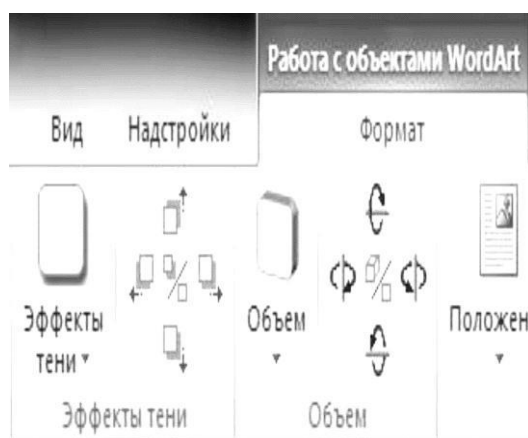 Работа с объектами WordArt
Вид Надстройки Формат
Эффекты тени Объем Положен
Эффекты тени Объем